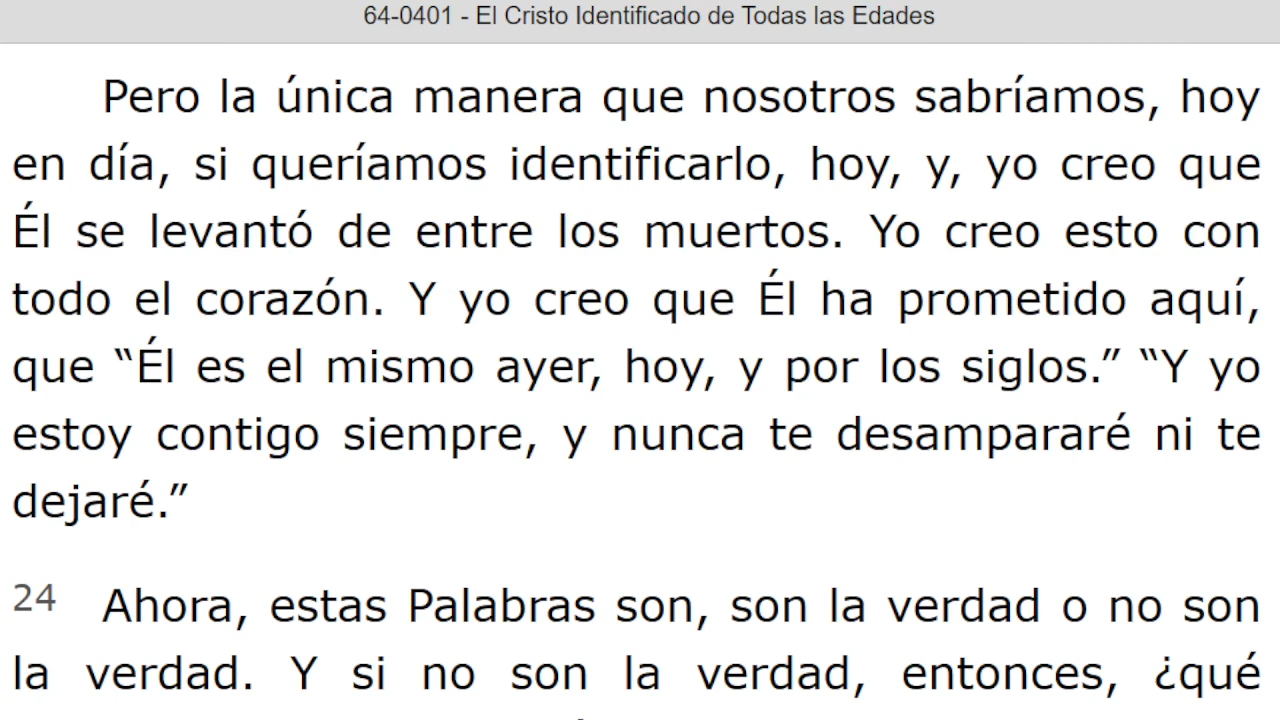 64-0401 - El Cristo Identificado de Todas las Edades
Pero la única manera que nosotros sabríamos, hoy
en día, si queríamos identificarlo, hoy, y, yo creo que
Él se levantó de entre los muertos. Yo creo esto con
todo el corazón. Y yo creo que Él ha prometido aquí,
que “Él es el mismo ayer, hoy, y por los siglos.” “Y yo
estoy contigo siempre, y nunca te desampararé ni te
dejaré.”
24 Ahora, estas Palabras son, son la verdad o no son
la verdad. Y si no son la verdad, entonces, ¿qué